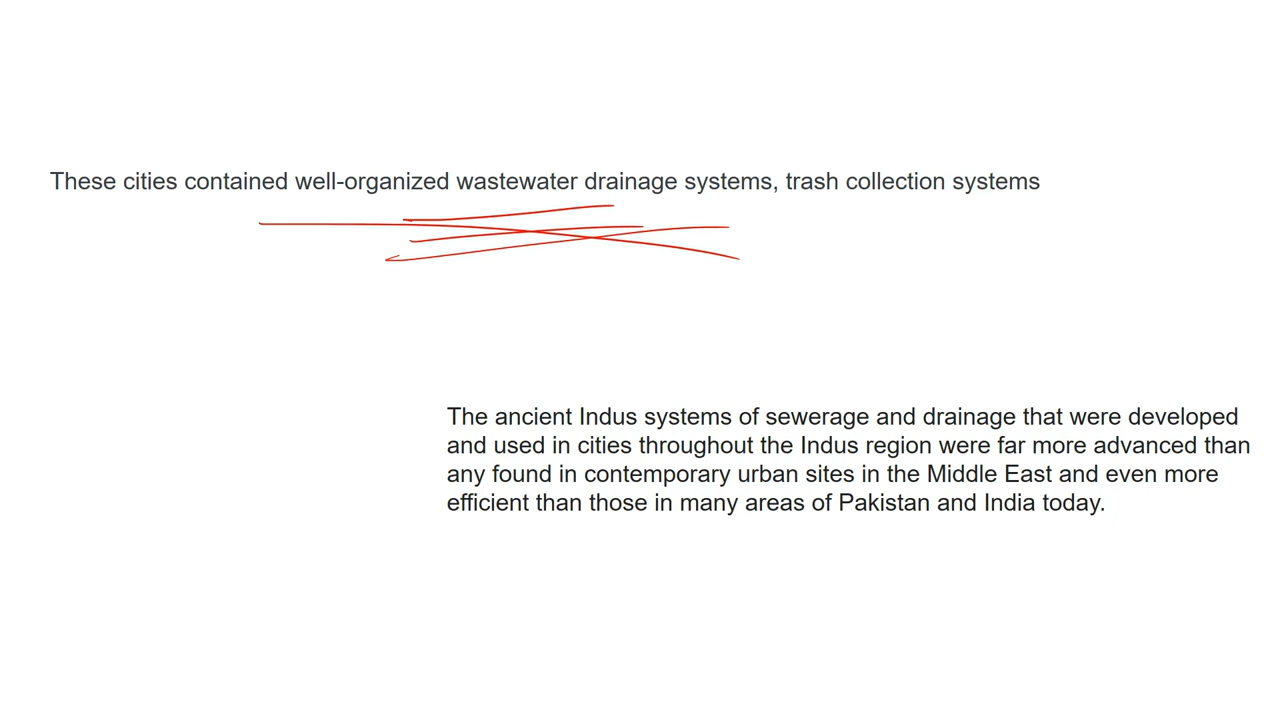 These cities contained well-organized wastewater drainage systems, trash collection systems
The ancient Indus systems of sewerage and drainage that were developed
and used in cities throughout the Indus region were far more advanced than
any found in contemporary urban sites in the Middle East and even more
efficient than those in many areas of Pakistan and India today.